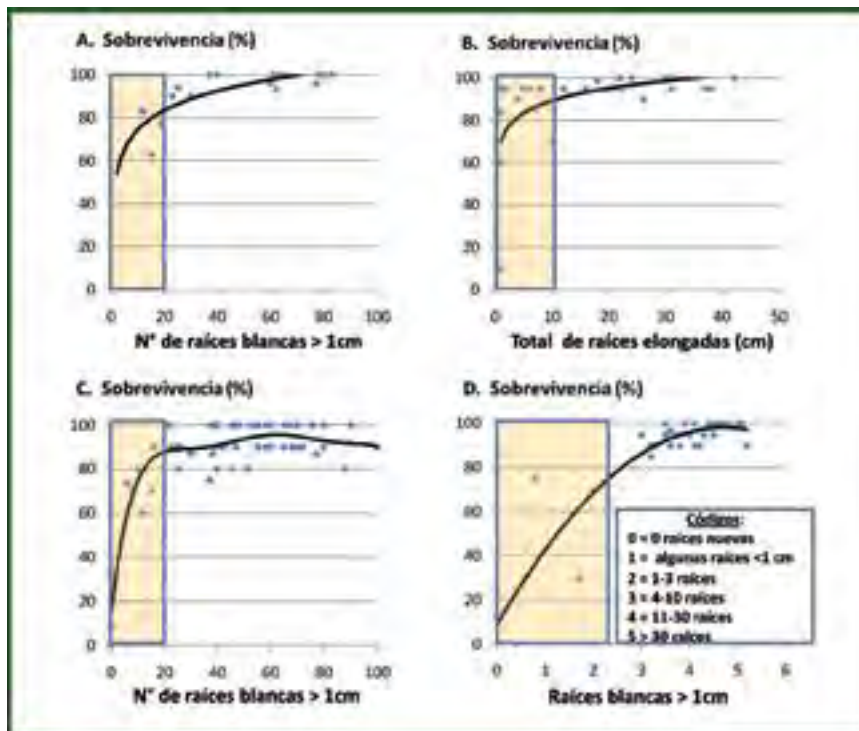 A. Sobrevivencia (%)
100
80
60
40
20
0
0 20 40 60 80 100
N° de raíces blancas > 1cm
B. Sobrevivencia (%)
100
80
60
40
20
0
0 10 20 30 40 50
Total de raíces elongadas (cm)
C. Sobrevivencia (%)
100
80
60
40
20
0
0 20 40 60 80 100
N° de raíces blancas > 1cm
D. Sobrevivencia (%)
100
80
60
40
20
0
0 1 2 3 4 5 6
Raíces blancas > 1cm
Códigos:
0 = 0 raíces nuevas
1 = algunas raíces <1 cm
2 = 1-3 raíces
3 = 4-10 raíces
4 = 11-30 raíces
5 > 30 raíces